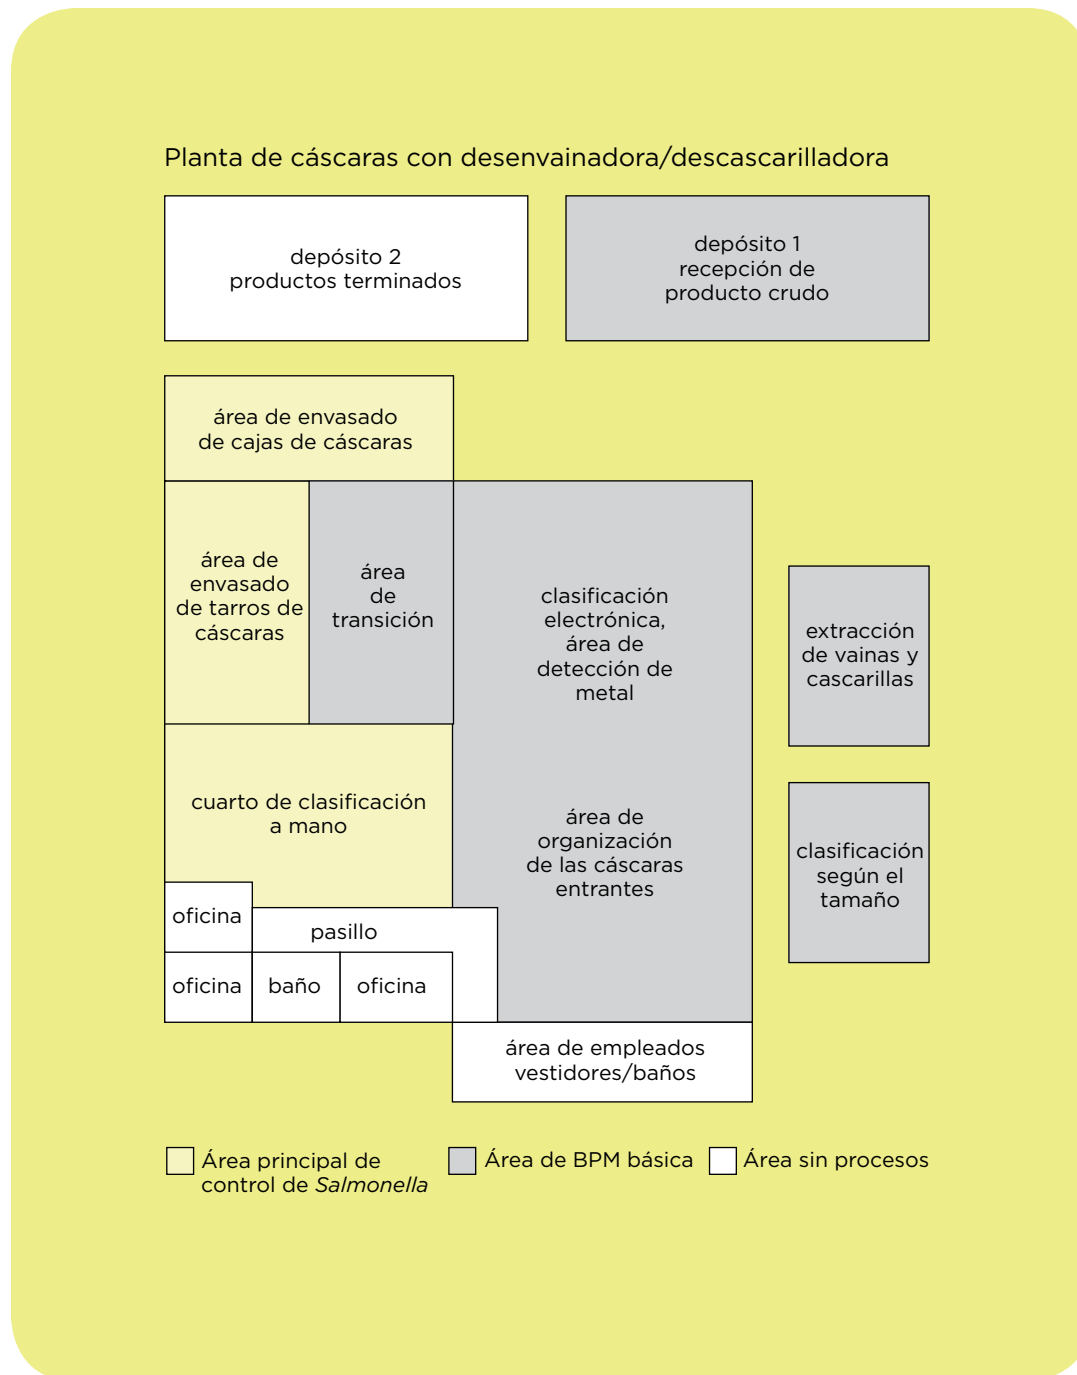 Planta de cáscaras con desenvainadora/descascarilladora
depósito 2
productos terminados
depósito 1
recepción de
producto crudo
área de envasado
de cajas de cáscaras
área de
envasado
de tarros de
cáscaras
área
de
transición
clasificación
electrónica,
área de
detección de
metal
extracción
de vainas y
cascarillas
cuarto de clasificación
a mano
área de
organización
de las cáscaras
entrantes
clasificación
según el
tamaño
oficina
pasillo
oficina
baño
oficina
área de empleados
vestidores/baños
Área principal de
control de Salmonella
Área de BPM básica
Área sin procesos